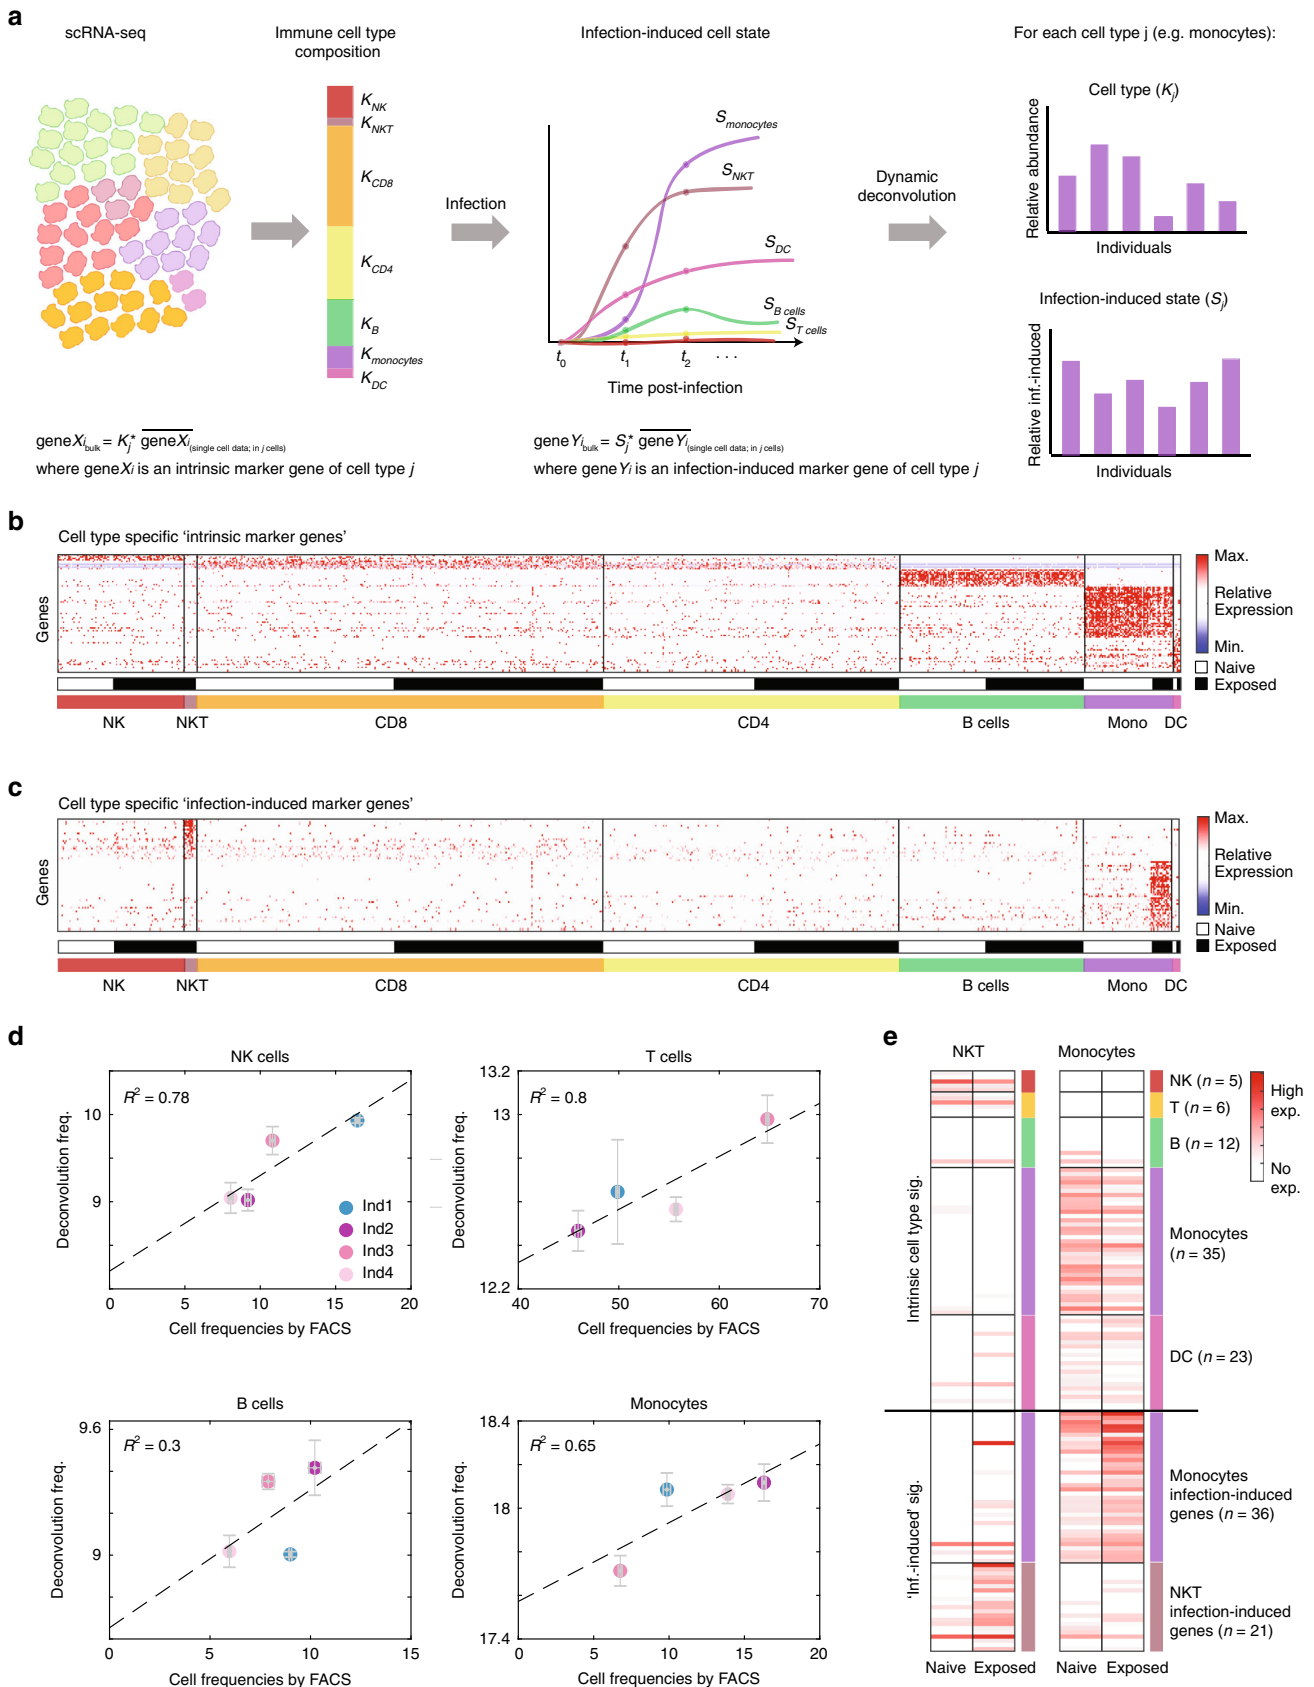 a
scRNA-seq
Immune cell type
composition
K_NK
K_NKT
K_CD8
K_CD4
K_B
K_monocytes
K_DC
Infection
Infection-induced cell state
S_monocytes
S_NKT
S_DC
S_B cells
S_T cells
t_0 t_1 t_2 . . .
Time post-infection
Dynamic
deconvolution
For each cell type j (e.g. monocytes):
Cell type (K_j)
Relative abundance
Individuals
Infection-induced state (S_j)
Relative inf.-induced
Individuals
geneXi_bulk = K_j* geneXi_(single cell data; in j cells)
where geneXi is an intrinsic marker gene of cell type j
geneYi_bulk = S_j* geneYi_(single cell data; in j cells)
where geneYi is an infection-induced marker gene of cell type j
b
Cell type specific 'intrinsic marker genes'
Genes
Max.
Relative
Expression
Min.
Naive
Exposed
NK NKT CD8 CD4 B cells Mono DC
c
Cell type specific 'infection-induced marker genes'
Genes
Max.
Relative
Expression
Min.
Naive
Exposed
NK NKT CD8 CD4 B cells Mono DC
d
NK cells
R² = 0.78
Deconvolution freq.
10
9
Ind1
Ind2
Ind3
Ind4
0 5 10 15 20
Cell frequencies by FACS
T cells
R² = 0.8
Deconvolution freq.
13.2
13
12.2
40 50 60 70
Cell frequencies by FACS
B cells
R² = 0.3
Deconvolution freq.
9.6
9
0 5 10 15
Cell frequencies by FACS
Monocytes
R² = 0.65
Deconvolution freq.
18.4
18
17.4
0 5 10 15 20
Cell frequencies by FACS
e
NKT Monocytes
Intrinsic cell type sig.
'Inf.-induced' sig.
NK (n = 5)
T (n = 6)
B (n = 12)
Monocytes
(n = 35)
DC (n = 23)
Monocytes
infection-induced
genes (n = 36)
NKT
infection-induced
genes (n = 21)
High
exp.
No
exp.
Naive Exposed Naive Exposed